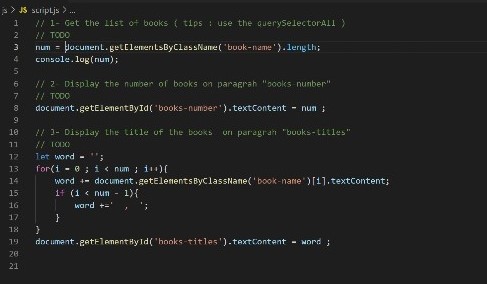 js > JS script.js > ...
1 // 1- Get the list of books ( tips : use the querySelectorAll )
2 // TODO
3 num = document.getElementsByClassName('book-name').length;
4 console.log(num);
5
6 // 2- Display the number of books on paragrah "books-number"
7 // TODO
8 document.getElementById('books-number').textContent = num ;
9
10 // 3- Display the title of the books  on paragrah "books-titles"
11 // TODO
12 let word = '';
13 for(i = 0 ; i < num ; i++){
14     word += document.getElementsByClassName('book-name')[i].textContent;
15     if (i < num - 1){
16         word +='  ,  ';
17     }
18 }
19 document.getElementById('books-titles').textContent = word ;
20
21